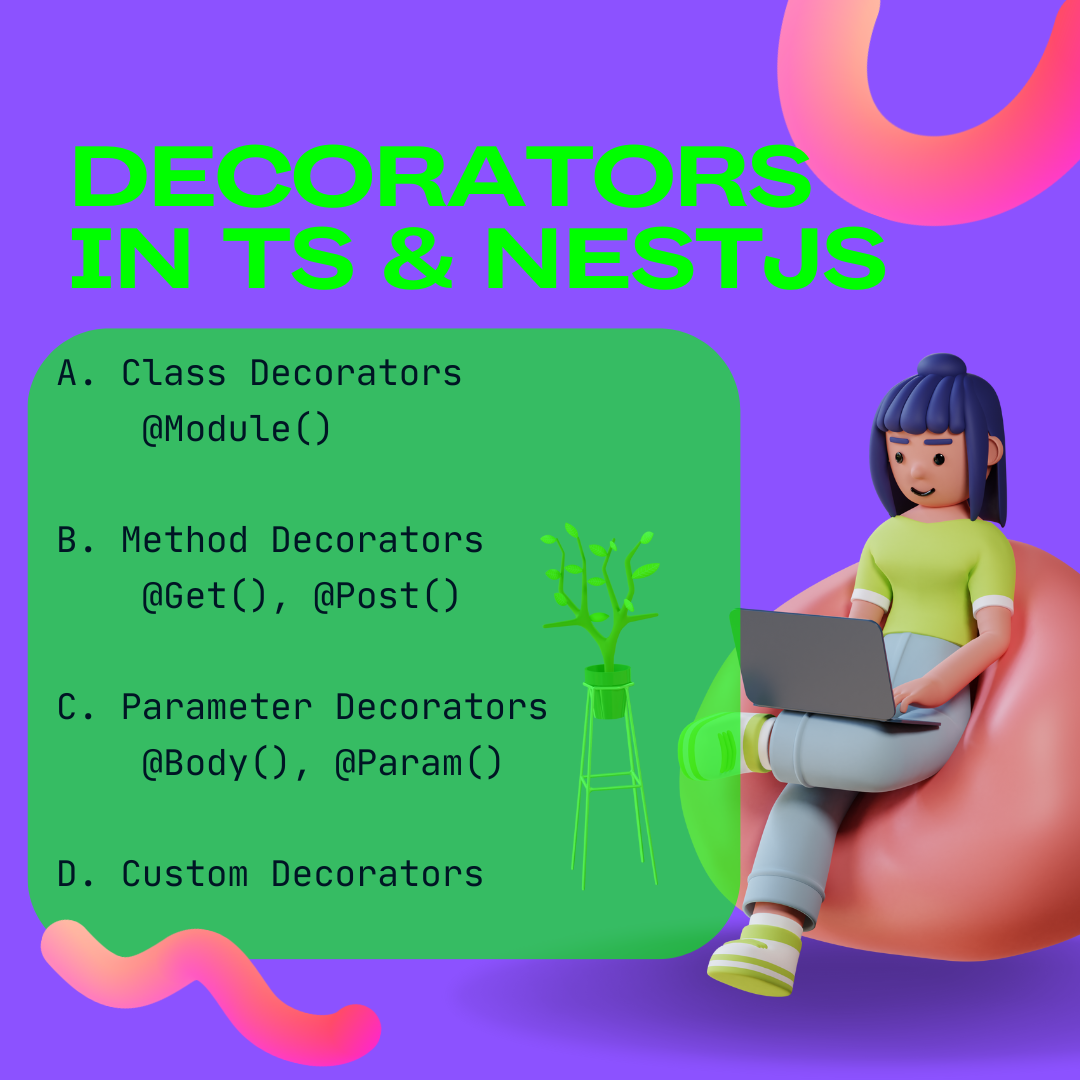 DECORATORS
IN TS & NESTJS
A. Class Decorators
@Module()
B. Method Decorators
@Get(), @Post()
C. Parameter Decorators
@Body(), @Param()
D. Custom Decorators